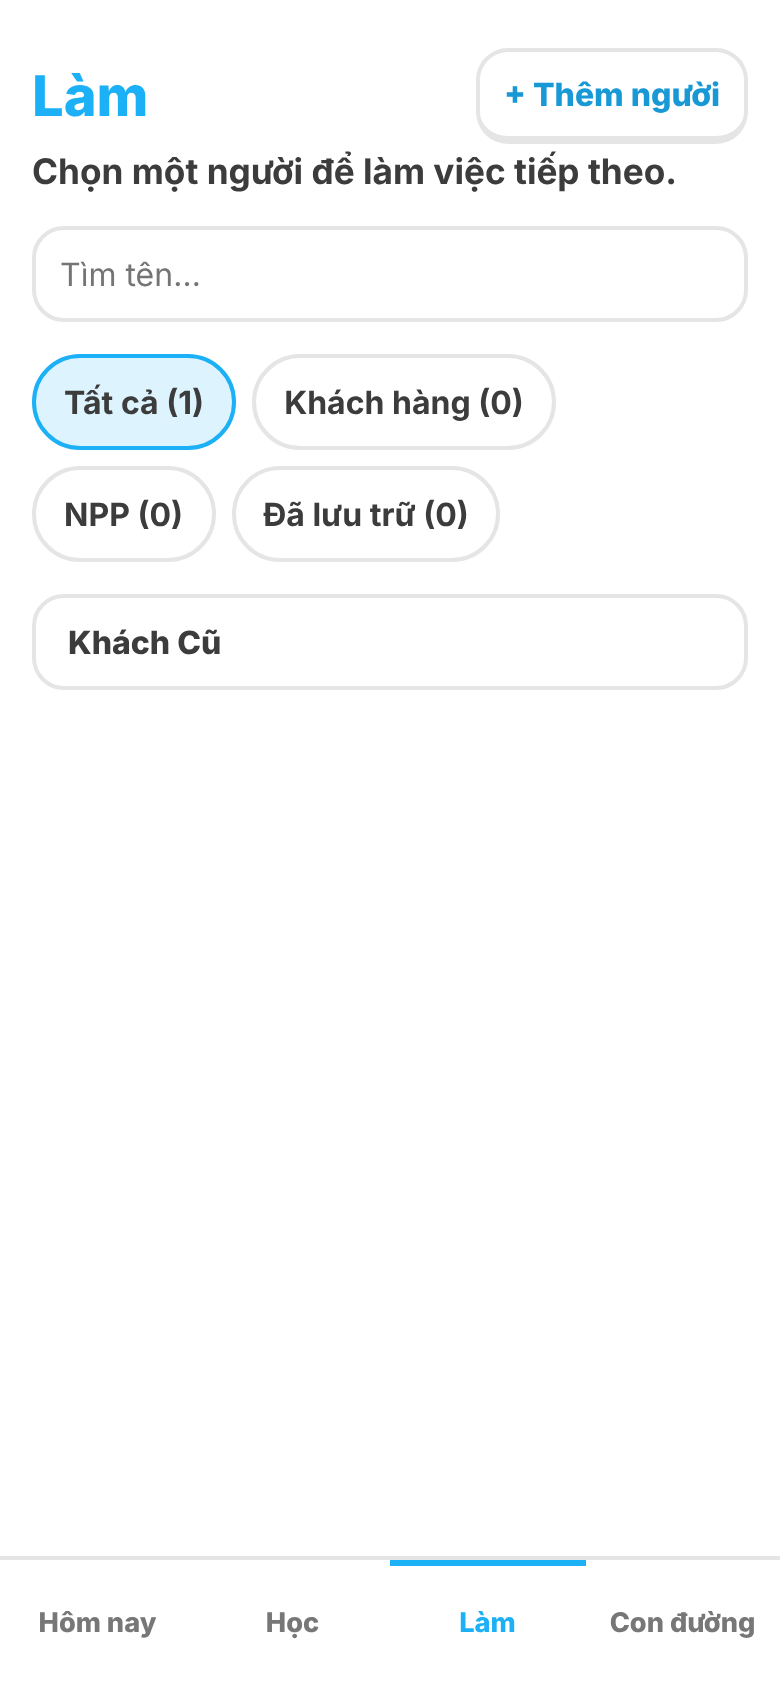 Làm
+ Thêm người
Chọn một người để làm việc tiếp theo.
Tìm tên...
Tất cả (1)
Khách hàng (0)
NPP (0)
Đã lưu trữ (0)
Khách Cũ
Hôm nay
Học
Làm
Con đường